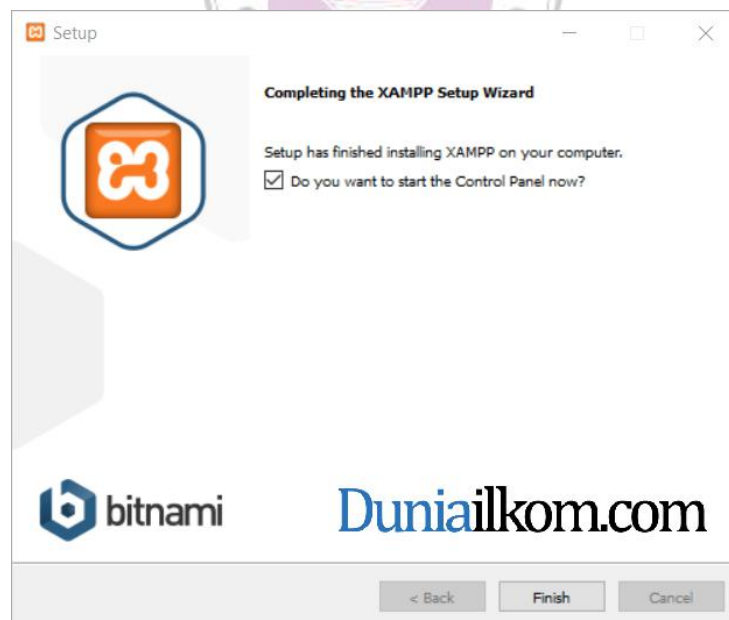 Setup
Completing the XAMPP Setup Wizard
Setup has finished installing XAMPP on your computer.
Do you want to start the Control Panel now?
bitnami
Duniailkom.com
< Back
Finish
Cancel